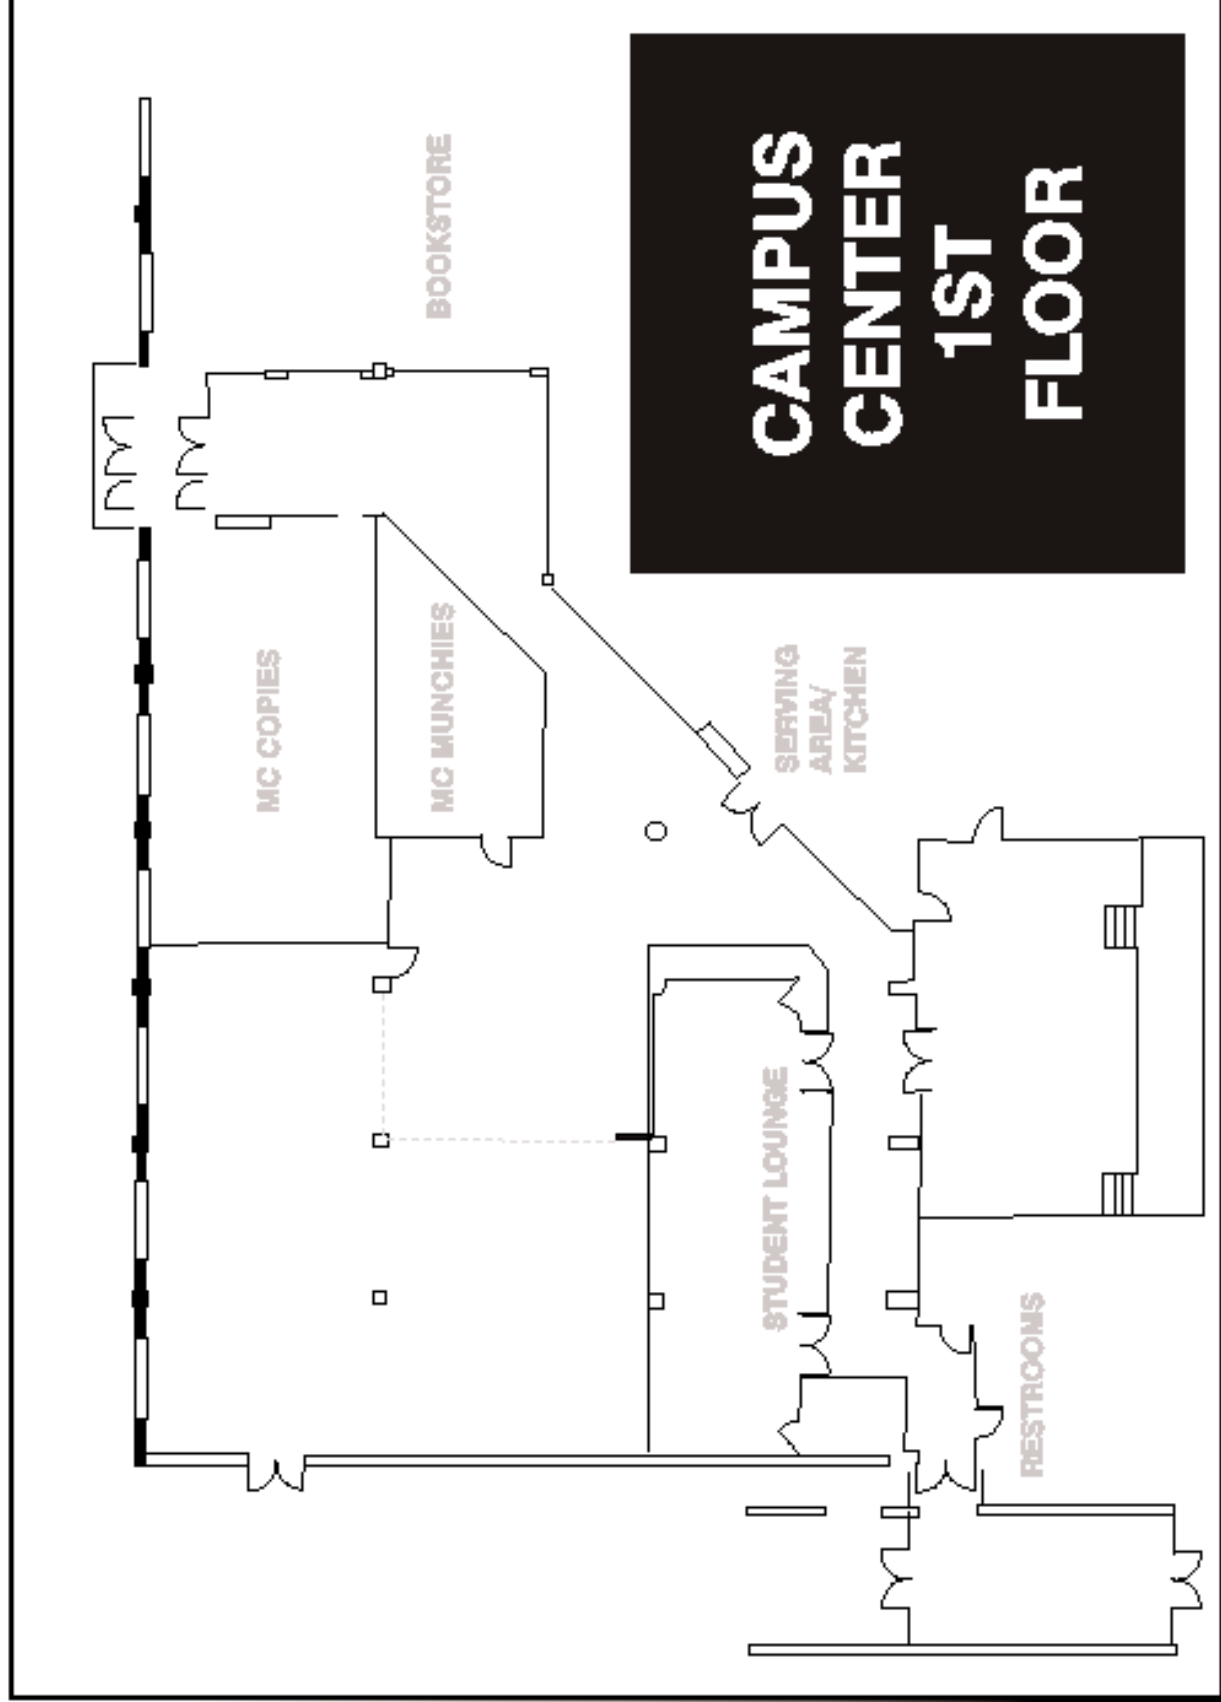 CAMPUS
CENTER
1ST
FLOOR
BOOKSTORE
MC COPIES
MC MUNCHIES
SERVING
AREA/
KITCHEN
STUDENT LOUNGE
RESTROOMS